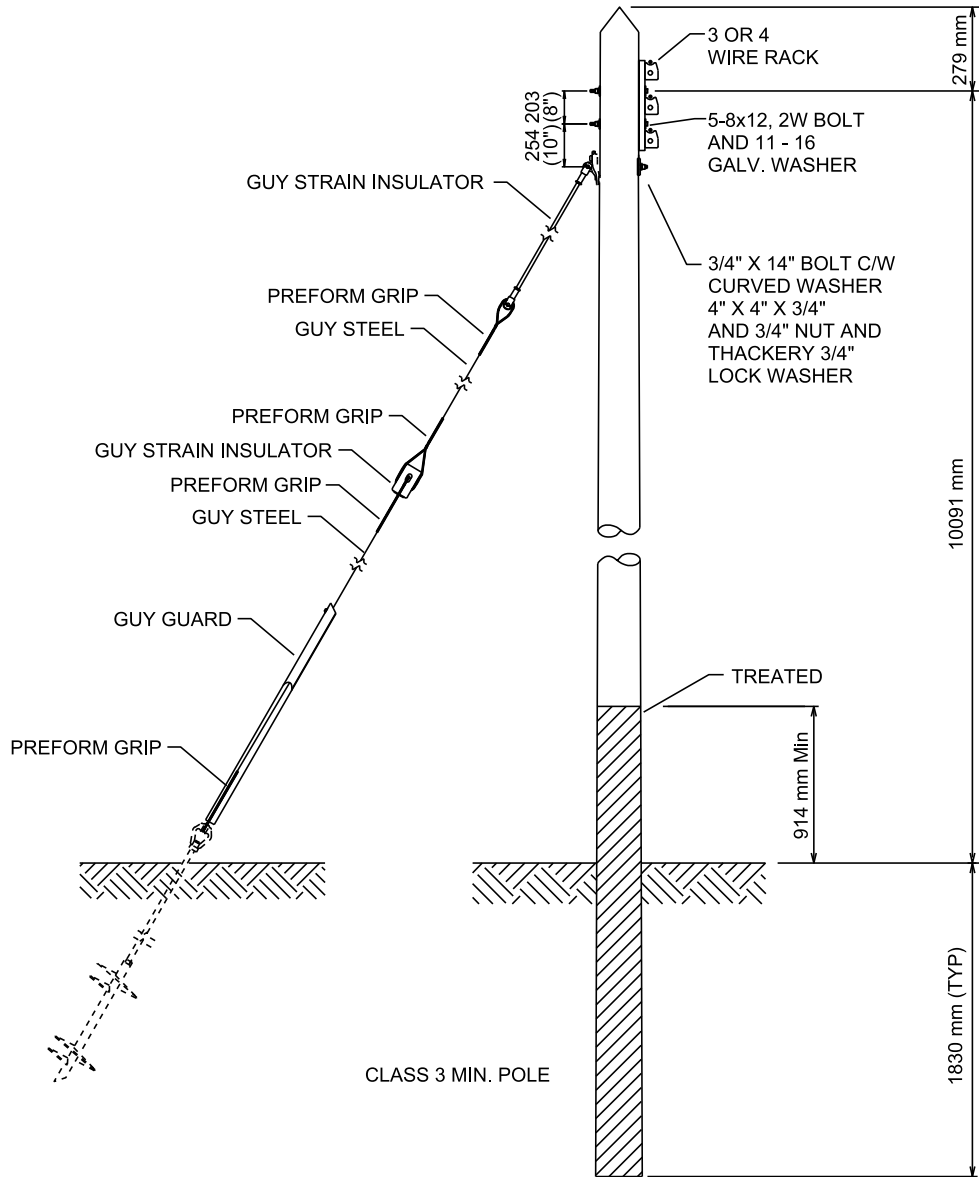 3 OR 4
WIRE RACK
279 mm
254 203
(10") (8")
5-8x12, 2W BOLT
AND 11 - 16
GALV. WASHER
GUY STRAIN INSULATOR
3/4" X 14" BOLT C/W
CURVED WASHER
4" X 4" X 3/4"
AND 3/4" NUT AND
THACKERY 3/4"
LOCK WASHER
PREFORM GRIP
GUY STEEL
PREFORM GRIP
GUY STRAIN INSULATOR
PREFORM GRIP
GUY STEEL
10091 mm
GUY GUARD
TREATED
PREFORM GRIP
914 mm Min
1830 mm (TYP)
CLASS 3 MIN. POLE